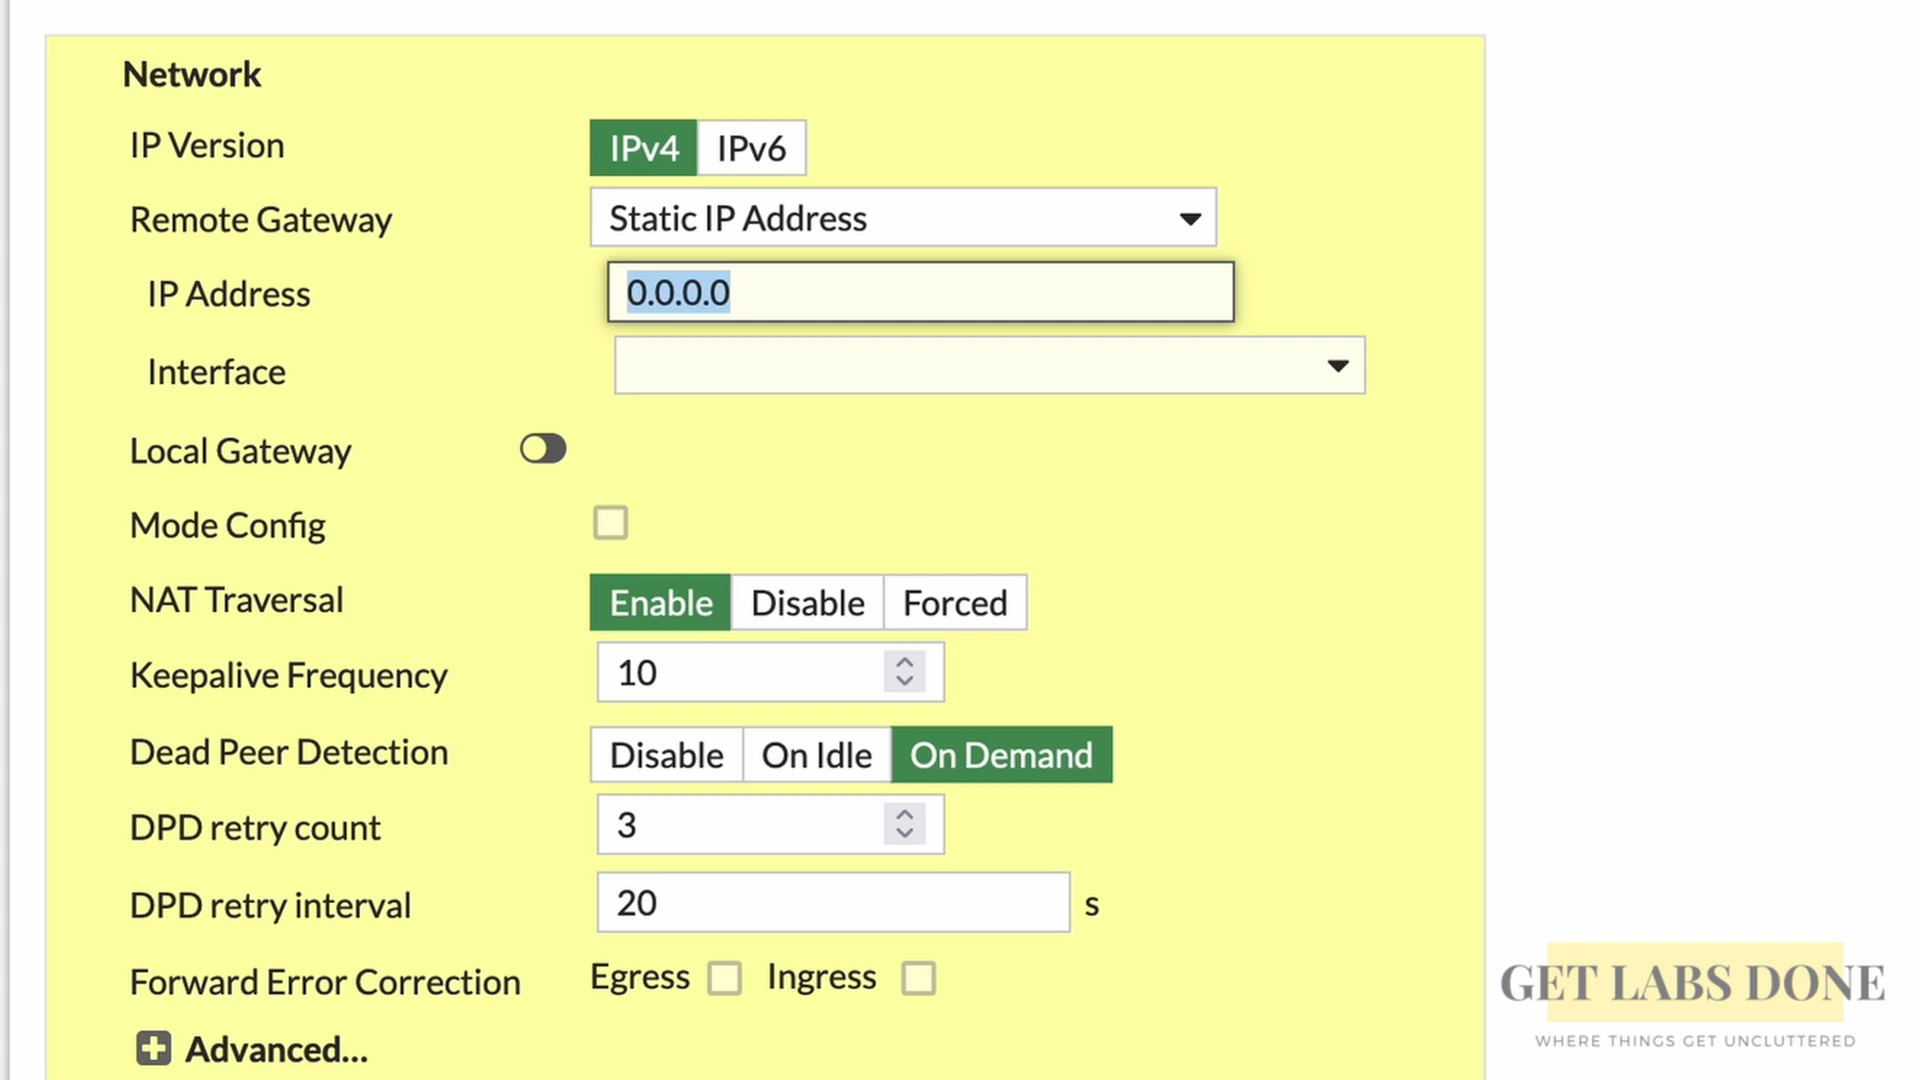 Network
IP Version IPv4 IPv6
Remote Gateway Static IP Address
IP Address 0.0.0.0
Interface
Local Gateway
Mode Config
NAT Traversal Enable Disable Forced
Keepalive Frequency 10
Dead Peer Detection Disable On Idle On Demand
DPD retry count 3
DPD retry interval 20 s
Forward Error Correction Egress Ingress
Advanced...
GET LABS DONE
WHERE THINGS GET UNCLUTTERED